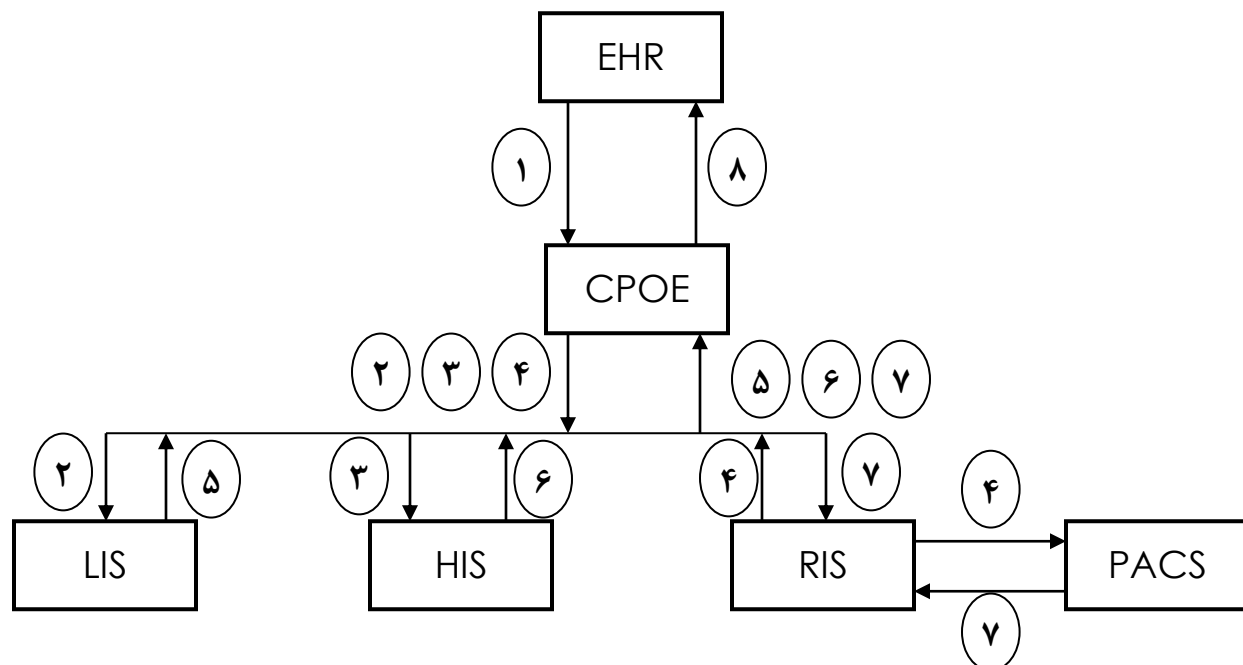 EHR
۱ ۸
CPOE
۲ ۳ ۴ ۵ ۶ ۷
۲ ۵ ۳ ۶ ۴ ۷ ۴
LIS HIS RIS PACS
۷